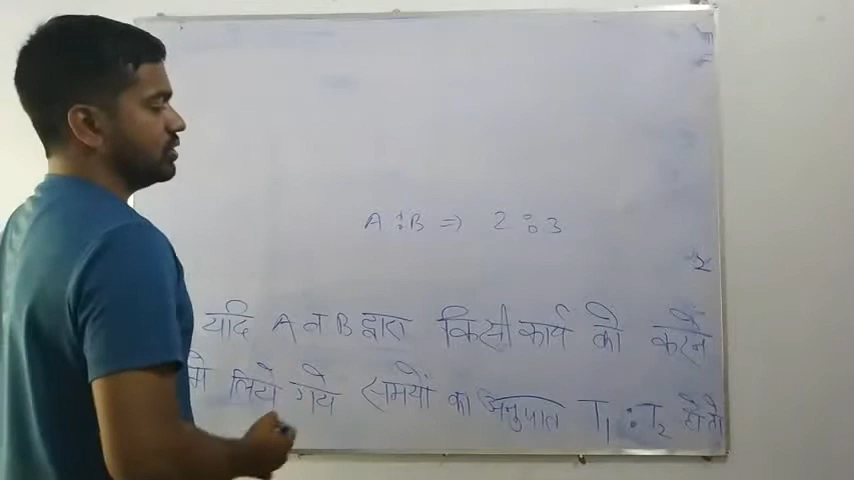 A : B => 2 : 3
यदि A व B द्वारा किसी कार्य को करने
मे लिये गये समयों का अनुपात T₁ : T₂ हो तो